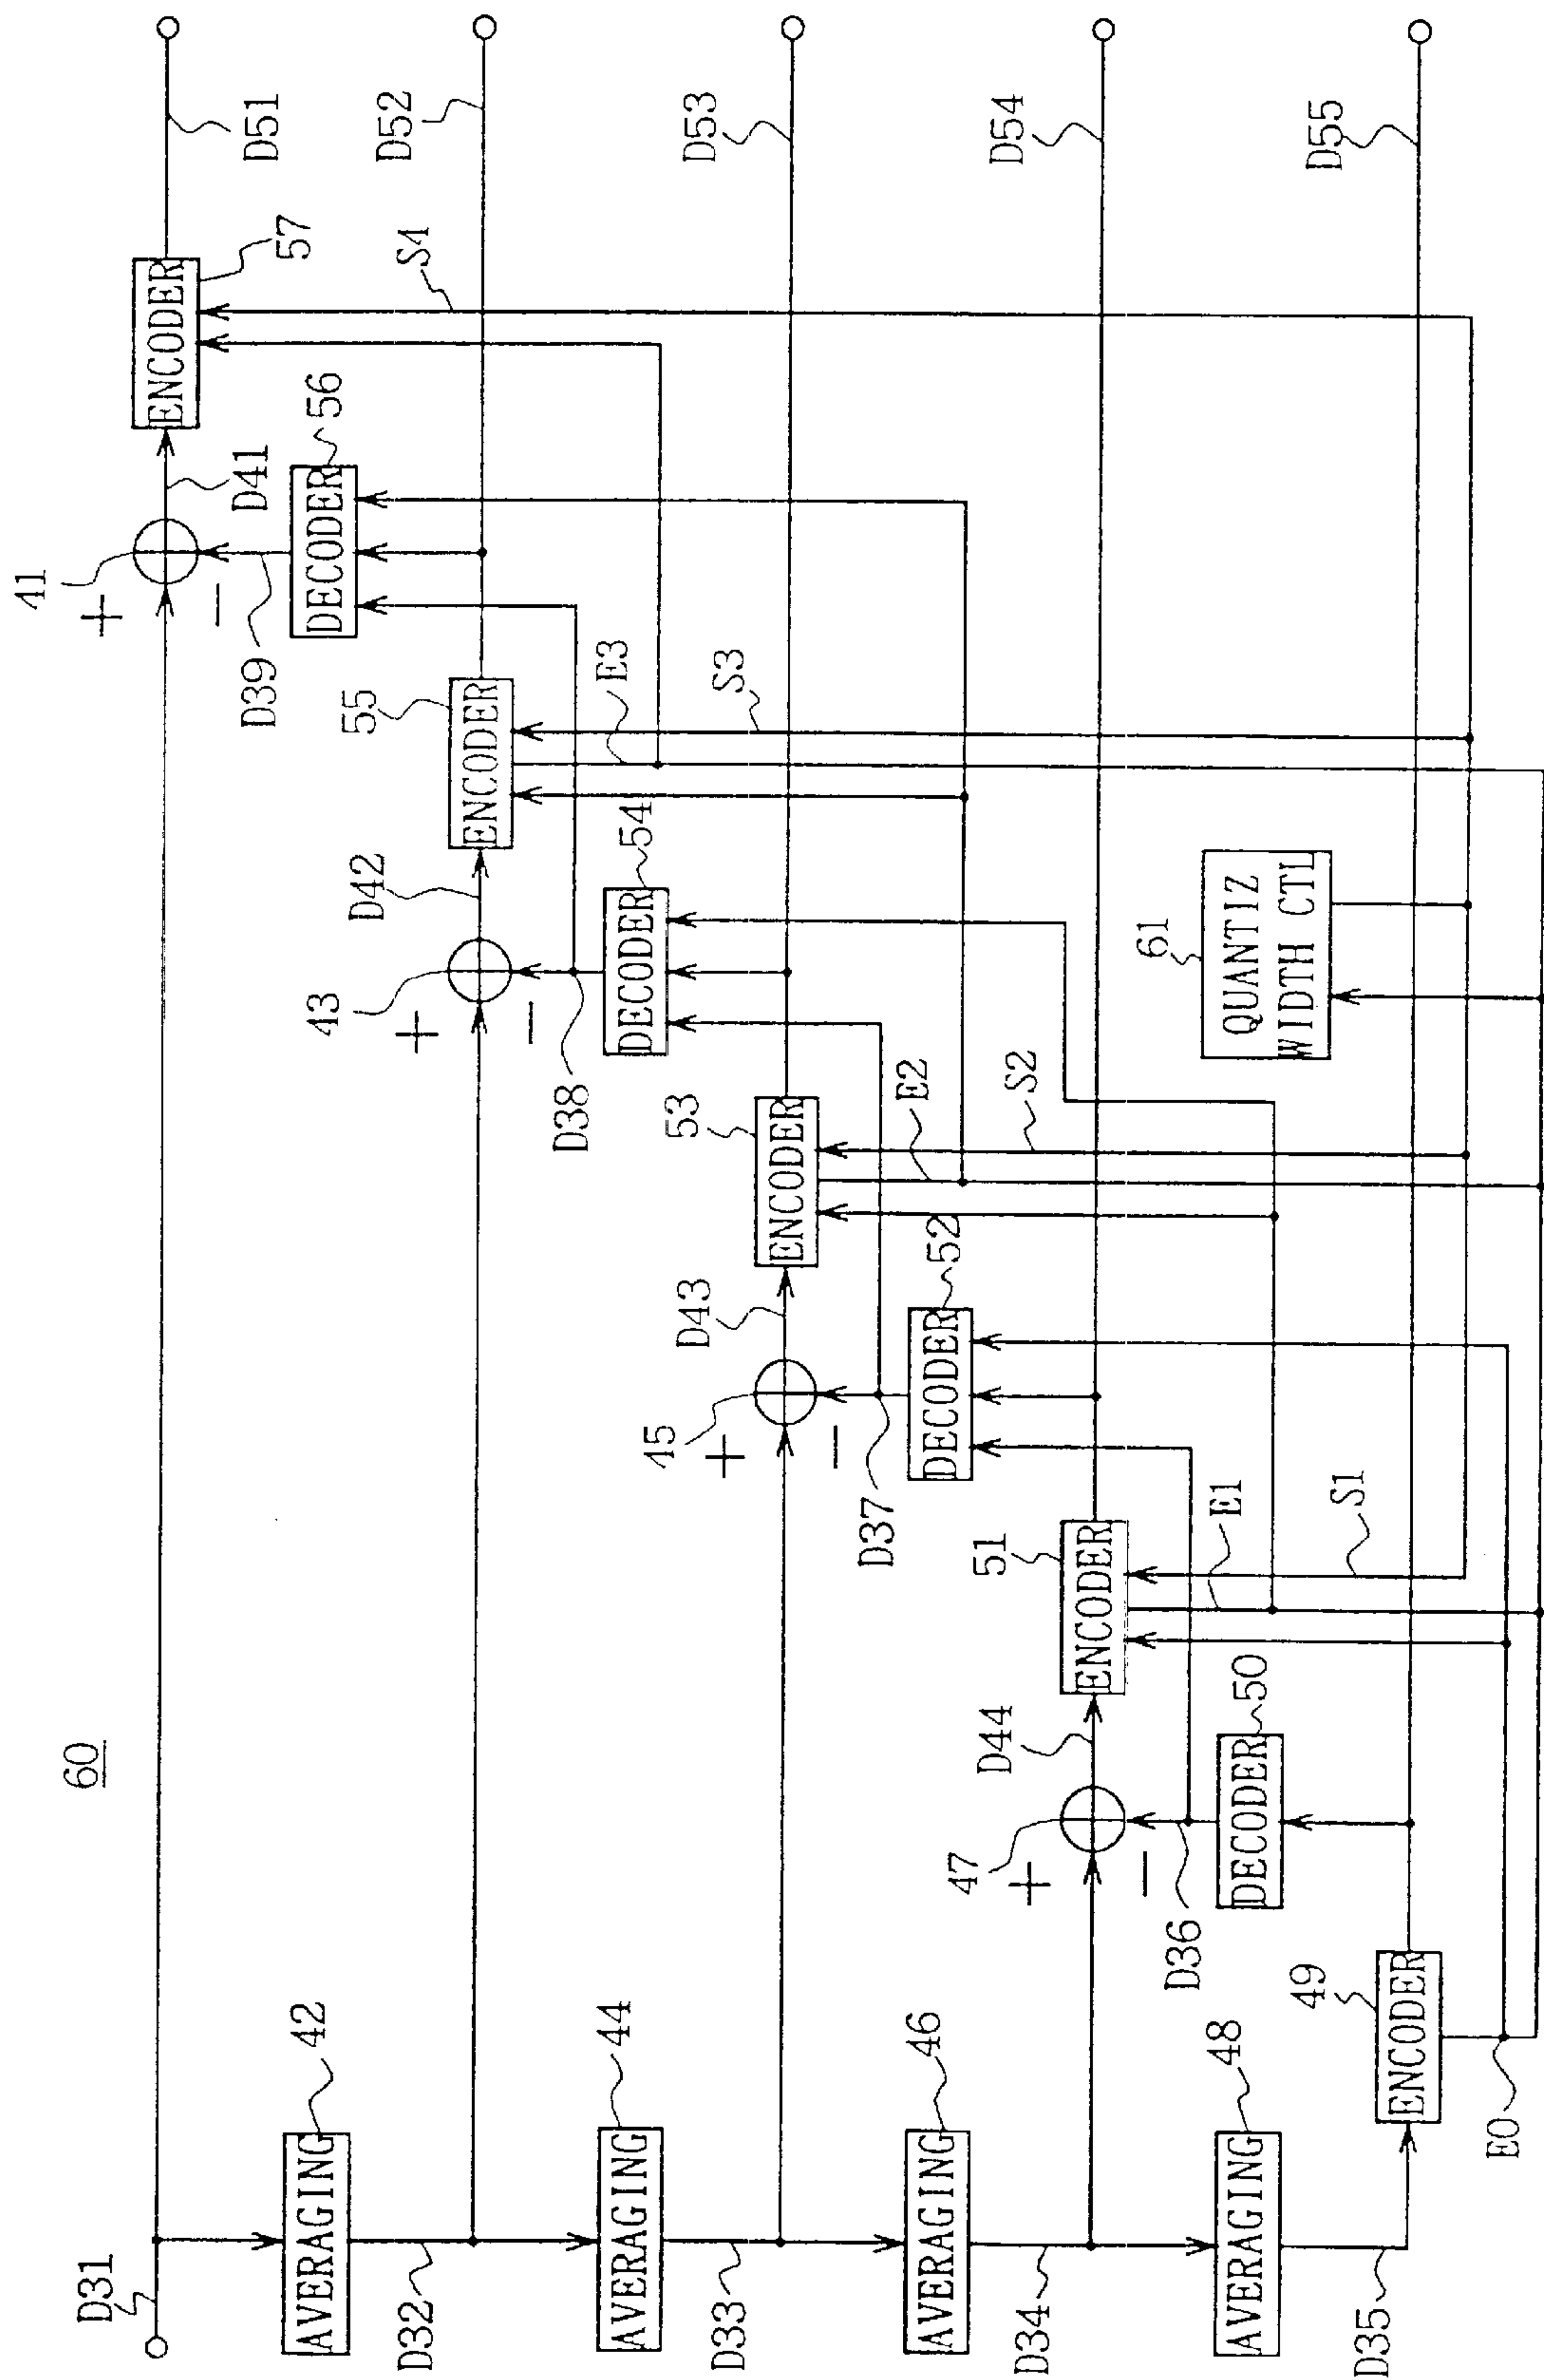 60
D31
41
+
−
D39
D41
ENCODER
57
D51
DECODER
56
S4
AVERAGING
42
D32
43
+
−
D38
D42
ENCODER
55
D52
DECODER
54
E3
S3
AVERAGING
44
D33
45
+
−
D37
D43
ENCODER
53
D53
DECODER
52
E2
S2
AVERAGING
46
D34
47
+
−
D36
D44
ENCODER
51
D54
DECODER
50
E1
S1
61
QUANTIZ
WIDTH CTL
AVERAGING
48
D35
ENCODER
49
E0
D55